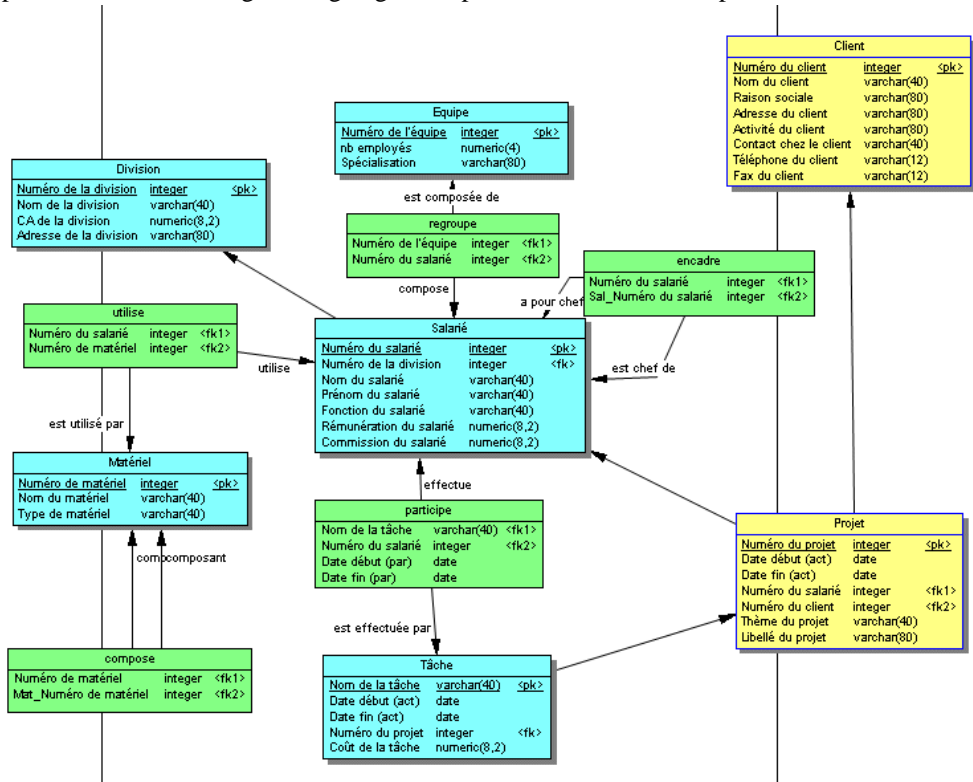 Client
Numéro du client integer <pk>
Nom du client varchar(40)
Raison sociale varchar(80)
Adresse du client varchar(80)
Activité du client varchar(80)
Contact chez le client varchar(40)
Téléphone du client varchar(12)
Fax du client varchar(12)
Equipe
Numéro de l'équipe integer <pk>
nb employés numeric(4)
Spécialisation varchar(80)
Division
Numéro de la division integer <pk>
Nom de la division varchar(40)
CA de la division numeric(8,2)
Adresse de la division varchar(80)
est composée de
regroupe
Numéro de l'équipe integer <fk1>
Numéro du salarié integer <fk2>
compose
encadre
Numéro du salarié integer <fk1>
Sal_Numéro du salarié integer <fk2>
a pour chef
est chef de
utilise
Numéro du salarié integer <fk1>
Numéro de matériel integer <fk2>
utilise
est utilisé par
Salarié
Numéro du salarié integer <pk>
Numéro de la division integer <fk>
Nom du salarié varchar(40)
Prénom du salarié varchar(40)
Fonction du salarié varchar(40)
Rémunération du salarié numeric(8,2)
Commission du salarié numeric(8,2)
Matériel
Numéro de matériel integer <pk>
Nom du matériel varchar(40)
Type de matériel varchar(40)
effectue
participe
Nom de la tâche varchar(40) <fk1>
Numéro du salarié integer <fk2>
Date début (par) date
Date fin (par) date
est effectuée par
Projet
Numéro du projet integer <pk>
Date début (act) date
Date fin (act) date
Numéro du salarié integer <fk1>
Numéro du client integer <fk2>
Thème du projet varchar(40)
Libellé du projet varchar(80)
composant
compose
Numéro de matériel integer <fk1>
Mat_Numéro de matériel integer <fk2>
Tâche
Nom de la tâche varchar(40) <pk>
Date début (act) date
Date fin (act) date
Numéro du projet integer <fk>
Coût de la tâche numeric(8,2)